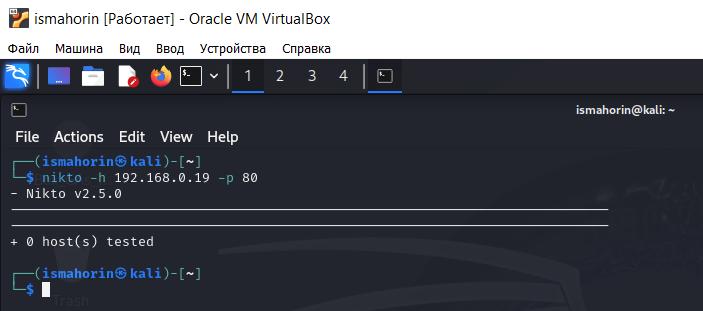 ismahorin [Работает] - Oracle VM VirtualBox
Файл Машина Вид Ввод Устройства Справка
1 2 3 4
ismahorin@kali: ~
File Actions Edit View Help
┌──(ismahorin㉿kali)-[~]
└─$ nikto -h 192.168.0.19 -p 80
- Nikto v2.5.0
---------------------------------------------------------------------------
---------------------------------------------------------------------------
+ 0 host(s) tested
┌──(ismahorin㉿kali)-[~]
└─$
Trash